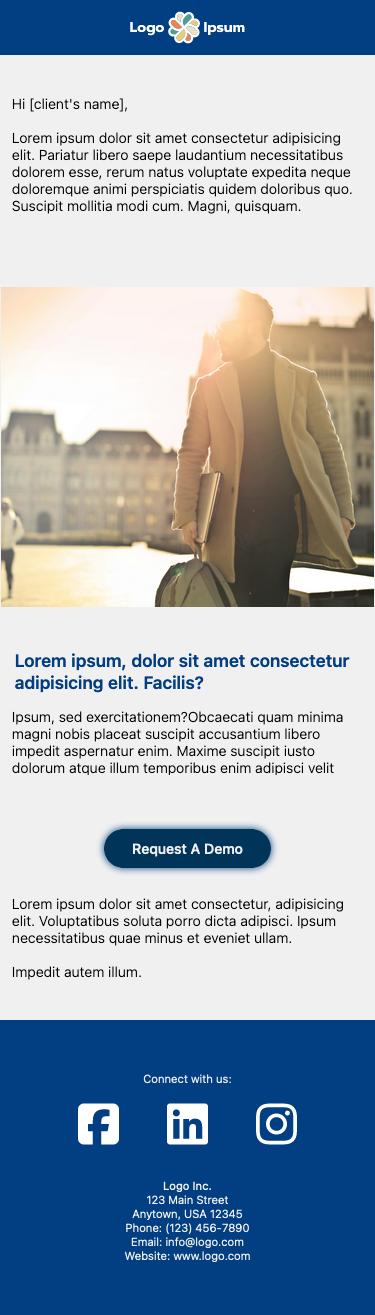 Logo Ipsum
Hi [client's name],
Lorem ipsum dolor sit amet consectetur adipisicing
elit. Pariatur libero saepe laudantium necessitatibus
dolorem esse, rerum natus voluptate expedita neque
doloremque animi perspiciatis quidem doloribus quo.
Suscipit mollitia modi cum. Magni, quisquam.
Lorem ipsum, dolor sit amet consectetur
adipisicing elit. Facilis?
Ipsum, sed exercitationem?Obcaecati quam minima
magni nobis placeat suscipit accusantium libero
impedit aspernatur enim. Maxime suscipit iusto
dolorum atque illum temporibus enim adipisci velit
Request A Demo
Lorem ipsum dolor sit amet consectetur, adipisicing
elit. Voluptatibus soluta porro dicta adipisci. Ipsum
necessitatibus quae minus et eveniet ullam.
Impedit autem illum.
Connect with us:
Logo Inc.
123 Main Street
Anytown, USA 12345
Phone: (123) 456-7890
Email: info@logo.com
Website: www.logo.com